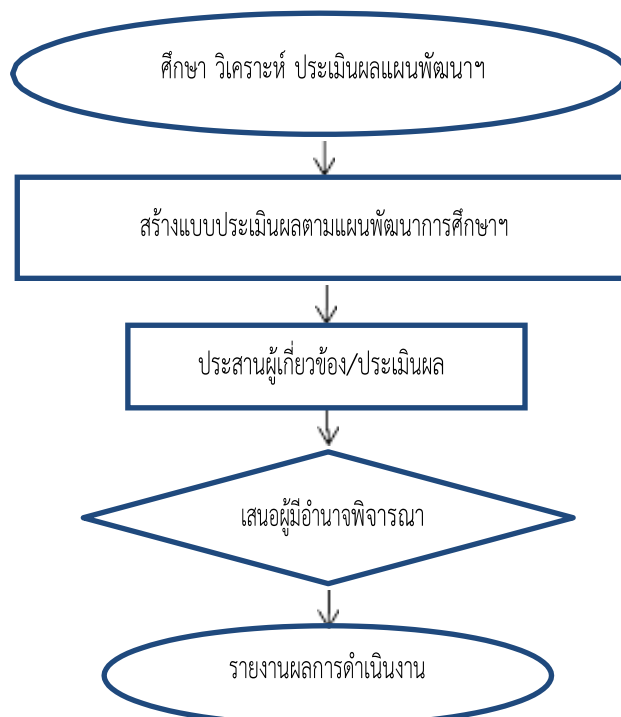 ศึกษา วิเคราะห์ ประเมินผลแผนพัฒนาฯ
สร้างแบบประเมินผลตามแผนพัฒนาการศึกษาฯ
ประสานผู้เกี่ยวข้อง/ประเมินผล
เสนอผู้มีอำนาจพิจารณา
รายงานผลการดำเนินงาน